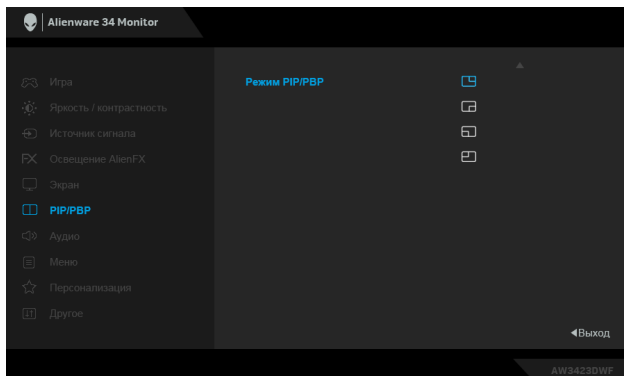 Alienware 34 Monitor
Игра
Режим PIP/PBP
Яркость / контрастность
Источник сигнала
FX Освещение AlienFX
Экран
PIP/PBP
Аудио
Меню
Персонализация
Другое
Выход
AW3423DWF